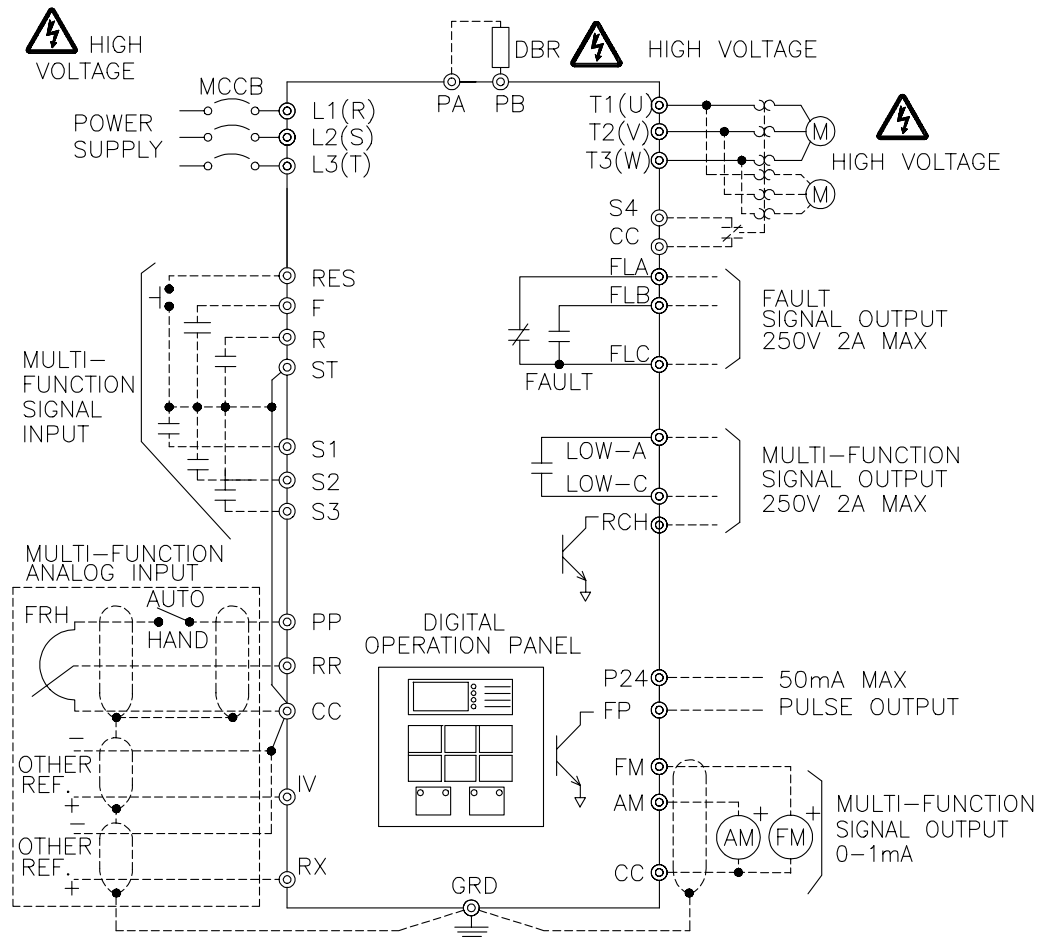 HIGH
VOLTAGE
DBR
HIGH VOLTAGE
MCCB
PA
PB
POWER
SUPPLY
L1(R)
L2(S)
L3(T)
T1(U)
T2(V)
T3(W)
M
M
HIGH VOLTAGE
S4
CC
RES
F
R
ST
MULTI-
FUNCTION
SIGNAL
INPUT
S1
S2
S3
FLA
FLB
FLC
FAULT
FAULT
SIGNAL OUTPUT
250V 2A MAX
LOW-A
LOW-C
RCH
MULTI-FUNCTION
SIGNAL OUTPUT
250V 2A MAX
MULTI-FUNCTION
ANALOG INPUT
AUTO
FRH
HAND
PP
RR
CC
DIGITAL
OPERATION PANEL
P24
50mA MAX
FP
PULSE OUTPUT
−
OTHER
REF.
+
IV
−
OTHER
REF.
+
RX
FM
AM
CC
+
+
AM
FM
MULTI-FUNCTION
SIGNAL OUTPUT
0-1mA
GRD